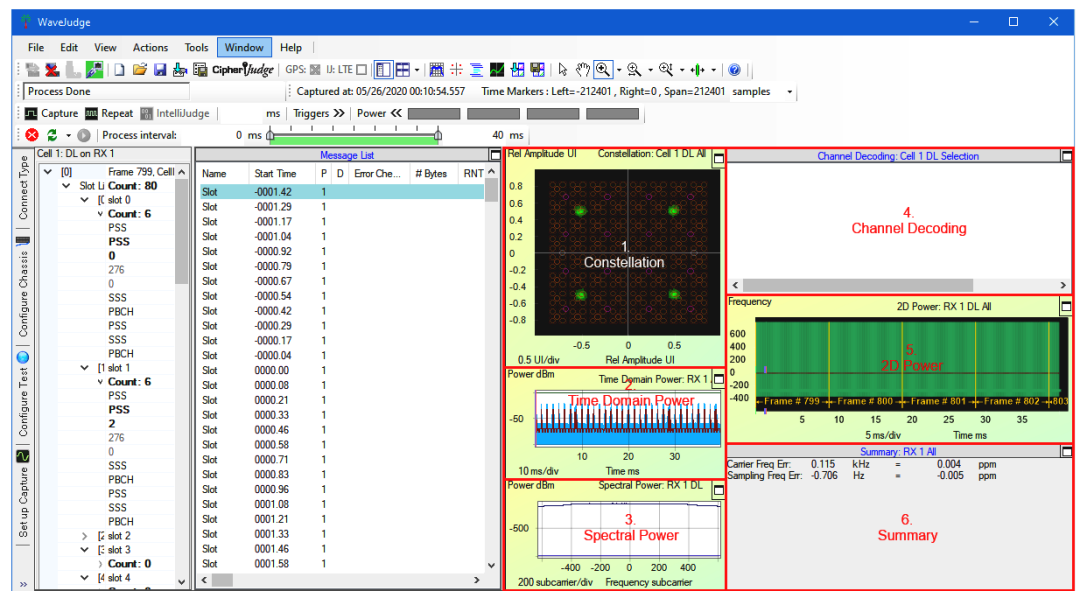 WaveJudge
File Edit View Actions Tools Window Help
CipherJudge GPS: IJ: LTE
Process Done Captured at: 05/26/2020 00:10:54.557 Time Markers : Left=-212401 , Right=0 , Span=212401 samples
Capture Repeat IntelliJudge ms Triggers Power
Process interval: 0 ms 40 ms
Connect Type
Configure Chassis
Configure Test
Set up Capture
»
Cell 1: DL on RX 1
[0] Frame 799, Cell
Slot Li Count: 80
[0 slot 0
Count: 6
PSS
PSS
0
276
0
SSS
PBCH
PSS
SSS
PBCH
[1 slot 1
Count: 6
PSS
PSS
2
276
0
SSS
PBCH
PSS
SSS
PBCH
[2 slot 2
[3 slot 3
Count: 0
[4 slot 4
Message List
Name Start Time P D Error Che... # Bytes RNT
Slot -0001.42 1
Slot -0001.29 1
Slot -0001.17 1
Slot -0001.04 1
Slot -0000.92 1
Slot -0000.79 1
Slot -0000.67 1
Slot -0000.54 1
Slot -0000.42 1
Slot -0000.29 1
Slot -0000.17 1
Slot -0000.04 1
Slot 0000.00 1
Slot 0000.08 1
Slot 0000.21 1
Slot 0000.33 1
Slot 0000.46 1
Slot 0000.58 1
Slot 0000.71 1
Slot 0000.83 1
Slot 0000.96 1
Slot 0001.08 1
Slot 0001.21 1
Slot 0001.33 1
Slot 0001.46 1
Slot 0001.58 1
Rel Amplitude UI Constellation: Cell 1 DL All
0.8
0.6
0.4
0.2
0
-0.2
-0.4
-0.6
-0.8
1.
Constellation
-0.5 0 0.5
0.5 UI/div Rel Amplitude UI
Power dBm Time Domain Power: RX 1
2.
Time Domain Power
-50
10 20 30
10 ms/div Time ms
Power dBm Spectral Power: RX 1 DL
-500
3.
Spectral Power
-400 -200 0 200 400
200 subcarrier/div Frequency subcarrier
Channel Decoding: Cell 1 DL Selection
4.
Channel Decoding
Frequency 2D Power: RX 1 DL All
600
400
200
0
-200
-400
5.
2D Power
Frame # 799 Frame # 800 Frame # 801 Frame # 802 803
5 10 15 20 25 30 35
5 ms/div Time ms
Summary: RX 1 All
Carrier Freq Err: 0.115 kHz = 0.004 ppm
Sampling Freq Err: -0.706 Hz = -0.005 ppm
6.
Summary